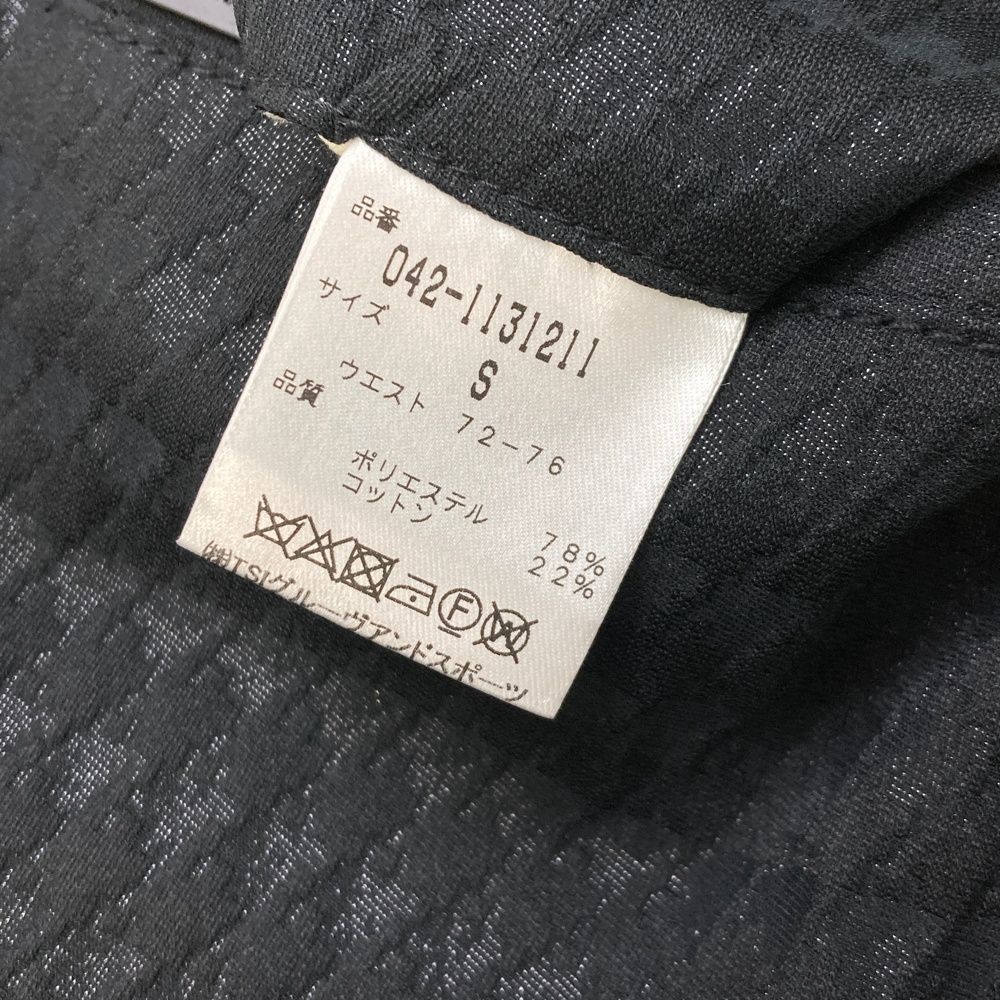 品番
042-1131211
サイズ
S
ウエスト 72-76
品質
ポリエステル 78%
コットン 22%
F
W
㈱TSIグルーヴアンドスポーツ